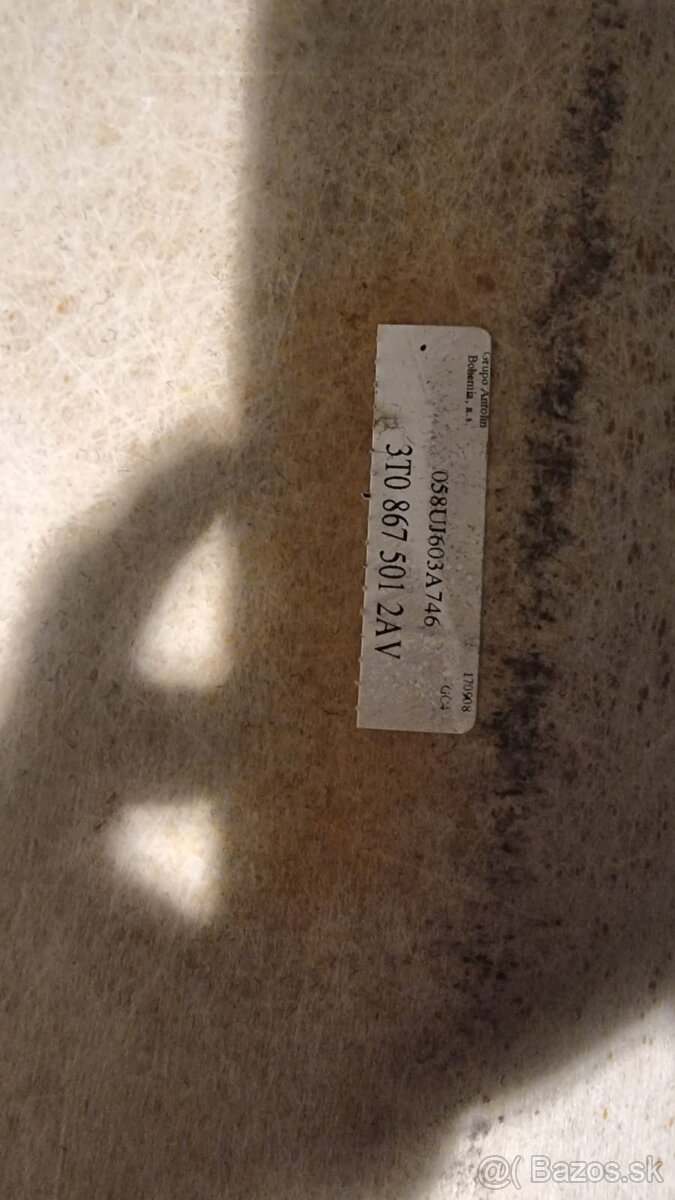 Grupo Antolin
Bohemia, a.s.
170908
058UJ603A746
GC4
3T0 867 501 2AV
@( Bazos.sk